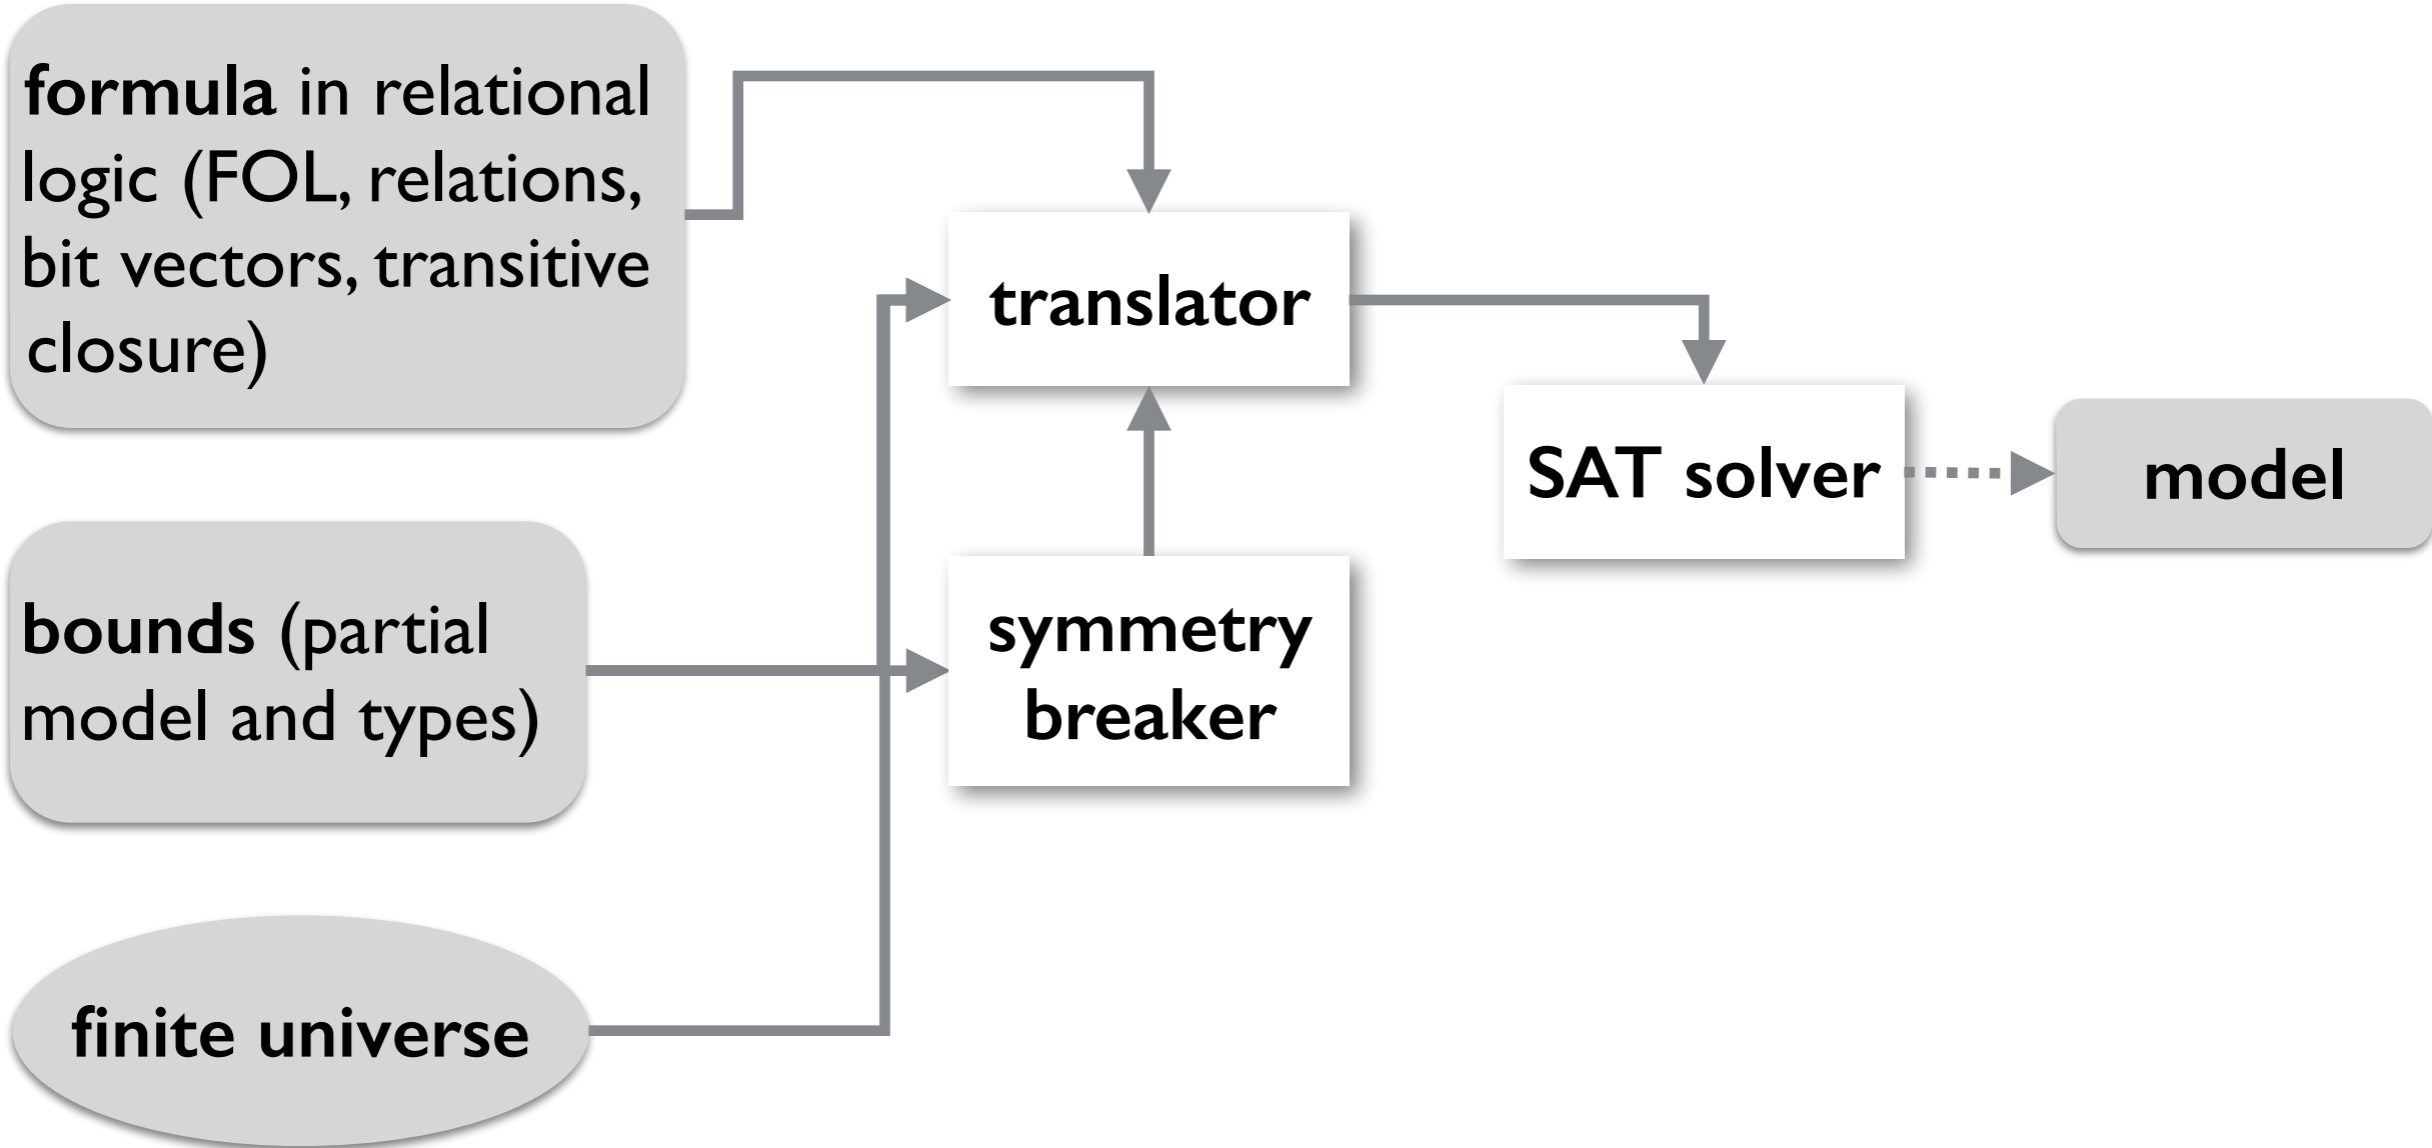 formula in relational
logic (FOL, relations,
bit vectors, transitive
closure)
translator
SAT solver
model
bounds (partial
model and types)
symmetry
breaker
finite universe